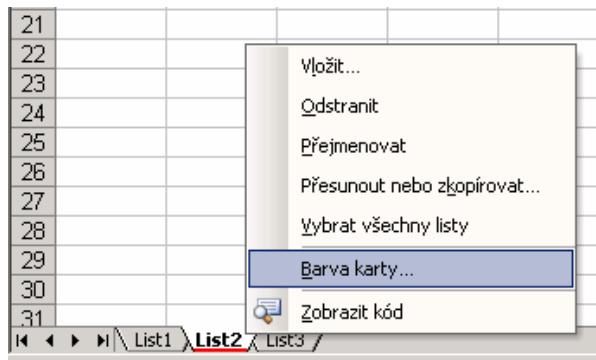 21
22
Vložit...
23
24
Odstranit
25
Přejmenovat
26
Přesunout nebo zkopírovat...
27
28
Vybrat všechny listy
29
Barva karty...
30
31
Zobrazit kód
List1 List2 List3